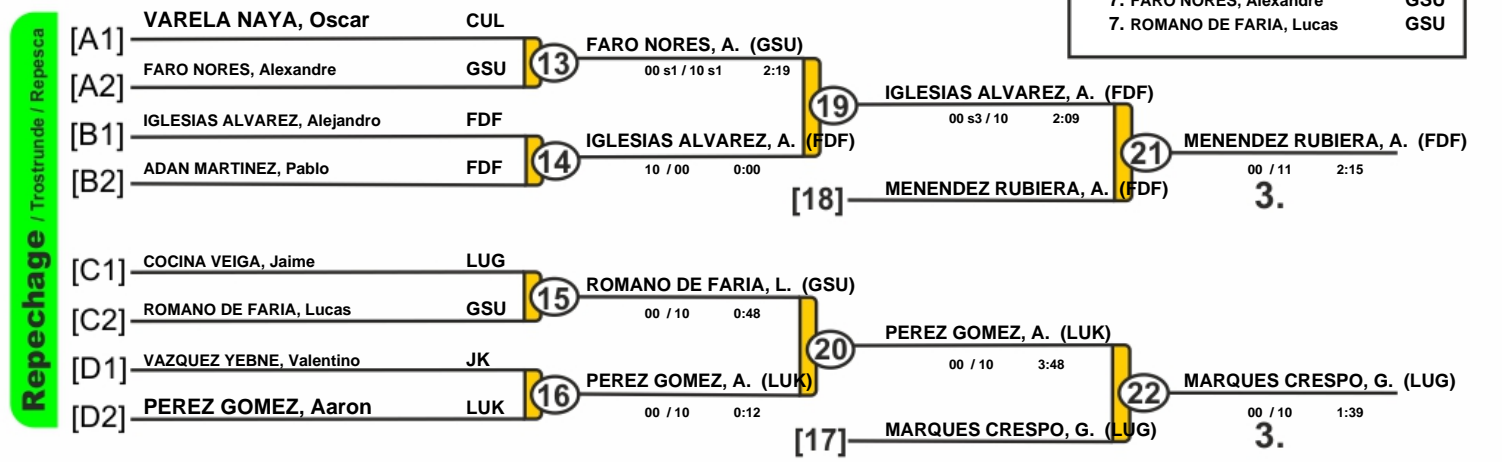 7. FARO NORES, Alexandre GSU
7. ROMANO DE FARIA, Lucas GSU
Repechage / Trostrunde / Repesca
[A1] VARELA NAYA, Oscar CUL
[A2] FARO NORES, Alexandre GSU
13 FARO NORES, A. (GSU)
00 s1 / 10 s1 2:19
[B1] IGLESIAS ALVAREZ, Alejandro FDF
[B2] ADAN MARTINEZ, Pablo FDF
14 IGLESIAS ALVAREZ, A. (FDF)
10 / 00 0:00
19 IGLESIAS ALVAREZ, A. (FDF)
00 s3 / 10 2:09
[18] MENENDEZ RUBIERA, A. (FDF)
21 MENENDEZ RUBIERA, A. (FDF)
00 / 11 2:15
3.
[C1] COCINA VEIGA, Jaime LUG
[C2] ROMANO DE FARIA, Lucas GSU
15 ROMANO DE FARIA, L. (GSU)
00 / 10 0:48
[D1] VAZQUEZ YEBNE, Valentino JK
[D2] PEREZ GOMEZ, Aaron LUK
16 PEREZ GOMEZ, A. (LUK)
00 / 10 0:12
20 PEREZ GOMEZ, A. (LUK)
00 / 10 3:48
[17] MARQUES CRESPO, G. (LUG)
22 MARQUES CRESPO, G. (LUG)
00 / 10 1:39
3.